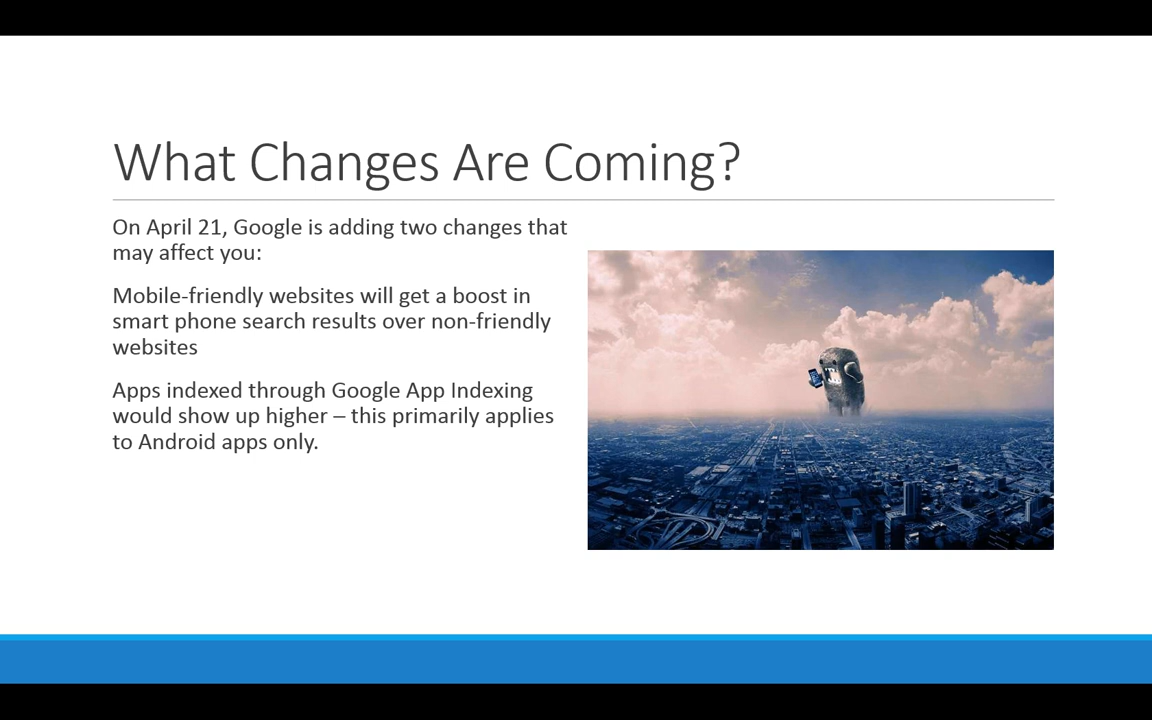 What Changes Are Coming?
On April 21, Google is adding two changes that
may affect you:
Mobile-friendly websites will get a boost in
smart phone search results over non-friendly
websites
Apps indexed through Google App Indexing
would show up higher – this primarily applies
to Android apps only.